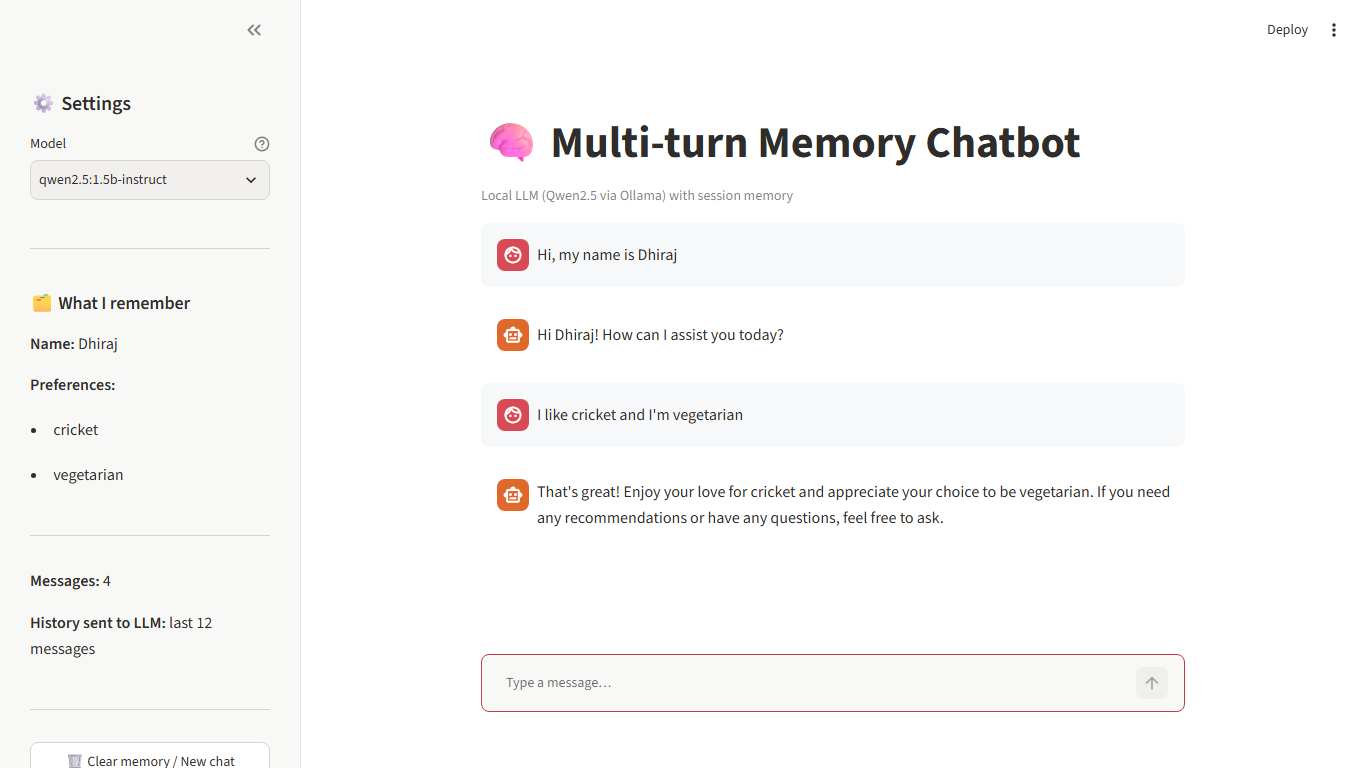 Deploy
Settings
Model
qwen2.5:1.5b-instruct
What I remember
Name: Dhiraj
Preferences:
• cricket
• vegetarian
Messages: 4
History sent to LLM: last 12
messages
Clear memory / New chat
Multi-turn Memory Chatbot
Local LLM (Qwen2.5 via Ollama) with session memory
Hi, my name is Dhiraj
Hi Dhiraj! How can I assist you today?
I like cricket and I'm vegetarian
That's great! Enjoy your love for cricket and appreciate your choice to be vegetarian. If you need
any recommendations or have any questions, feel free to ask.
Type a message…